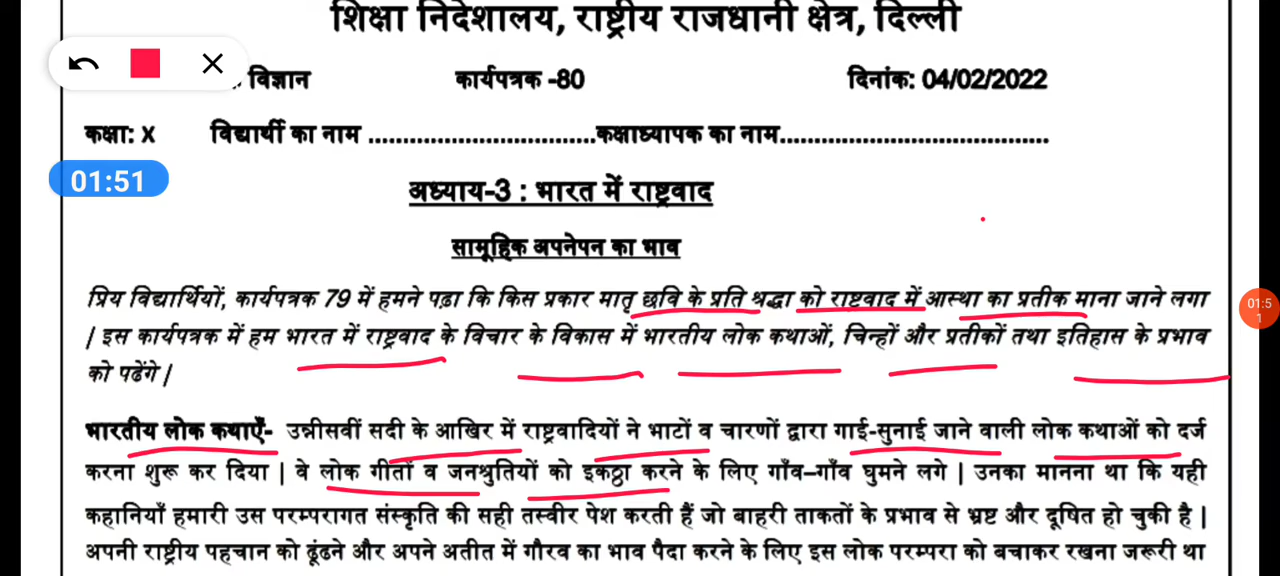 शिक्षा निदेशालय, राष्ट्रीय राजधानी क्षेत्र, दिल्ली
विज्ञान कार्यपत्रक -80 दिनांक: 04/02/2022
कक्षा: X विद्यार्थी का नाम ..............................कक्षाध्यापक का नाम....................................
01:51
अध्याय-3 : भारत में राष्ट्रवाद
सामूहिक अपनेपन का भाव
प्रिय विद्यार्थियों, कार्यपत्रक 79 में हमने पढ़ा कि किस प्रकार मातृ छवि के प्रति श्रद्धा को राष्ट्रवाद में आस्था का प्रतीक माना जाने लगा
| इस कार्यपत्रक में हम भारत में राष्ट्रवाद के विचार के विकास में भारतीय लोक कथाओं, चिन्हों और प्रतीकों तथा इतिहास के प्रभाव
01:51
को पढेंगे |
भारतीय लोक कथाएँ- उन्नीसवीं सदी के आखिर में राष्ट्रवादियों ने भाटों व चारणों द्वारा गाई-सुनाई जाने वाली लोक कथाओं को दर्ज
करना शुरू कर दिया | वे लोक गीतों व जनश्रुतियों को इकठ्ठा करने के लिए गाँव–गाँव घुमने लगे | उनका मानना था कि यही
कहानियाँ हमारी उस परम्परागत संस्कृति की सही तस्वीर पेश करती हैं जो बाहरी ताकतों के प्रभाव से भ्रष्ट और दूषित हो चुकी है |
अपनी राष्ट्रीय पहचान को ढूंढने और अपने अतीत में गौरव का भाव पैदा करने के लिए इस लोक परम्परा को बचाकर रखना जरूरी था